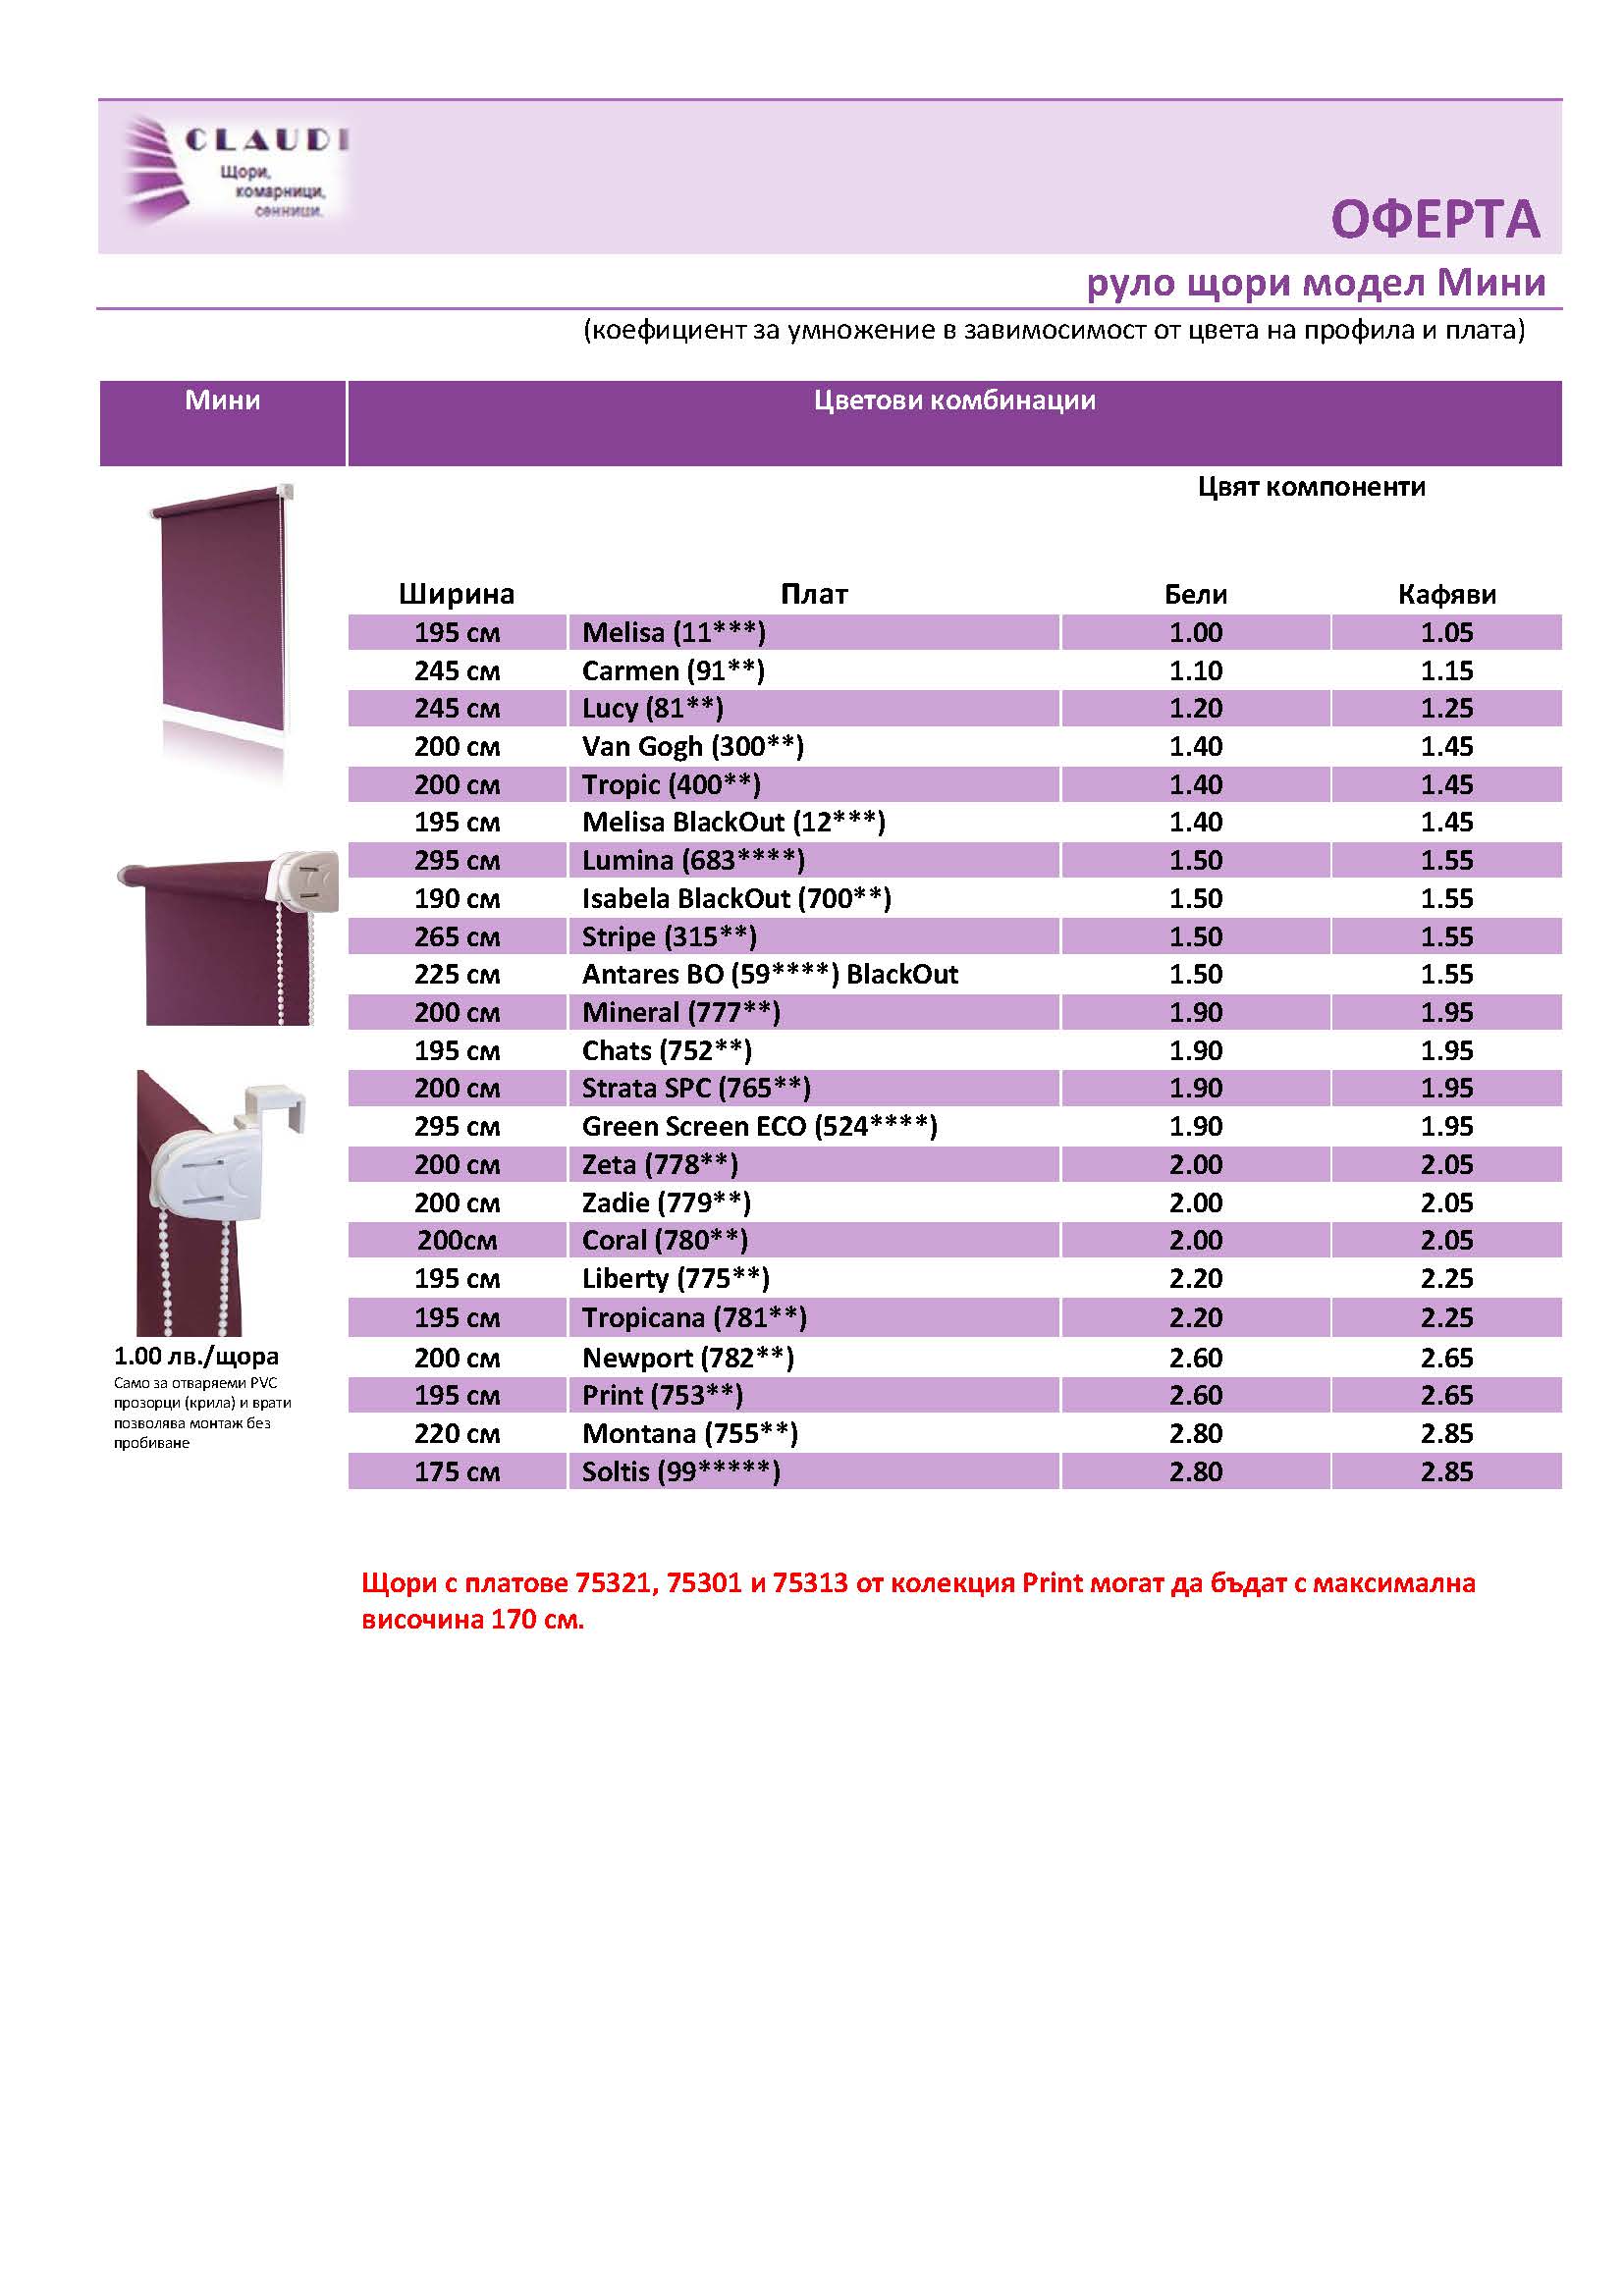 CLAUDI
Щори,
комарници,
сенници.
ОФЕРТА
руло щори модел Мини
(коефициент за умножение в завимосимост от цвета на профила и плата)
Мини Цветови комбинации
Цвят компоненти
Ширина Плат Бели Кафяви
195 см Melisa (11***) 1.00 1.05
245 см Carmen (91**) 1.10 1.15
245 см Lucy (81**) 1.20 1.25
200 см Van Gogh (300**) 1.40 1.45
200 см Tropic (400**) 1.40 1.45
195 см Melisa BlackOut (12***) 1.40 1.45
295 см Lumina (683****) 1.50 1.55
190 см Isabela BlackOut (700**) 1.50 1.55
265 см Stripe (315**) 1.50 1.55
225 см Antares BO (59****) BlackOut 1.50 1.55
200 см Mineral (777**) 1.90 1.95
195 см Chats (752**) 1.90 1.95
200 см Strata SPC (765**) 1.90 1.95
295 см Green Screen ECO (524****) 1.90 1.95
200 см Zeta (778**) 2.00 2.05
200 см Zadie (779**) 2.00 2.05
200см Coral (780**) 2.00 2.05
195 см Liberty (775**) 2.20 2.25
195 см Tropicana (781**) 2.20 2.25
200 см Newport (782**) 2.60 2.65
195 см Print (753**) 2.60 2.65
220 см Montana (755**) 2.80 2.85
175 см Soltis (99*****) 2.80 2.85
1.00 лв./щора
Само за отваряеми PVC
прозорци (крила) и врати
позволява монтаж без
пробиване
Щори с платове 75321, 75301 и 75313 от колекция Print могат да бъдат с максимална
височина 170 см.